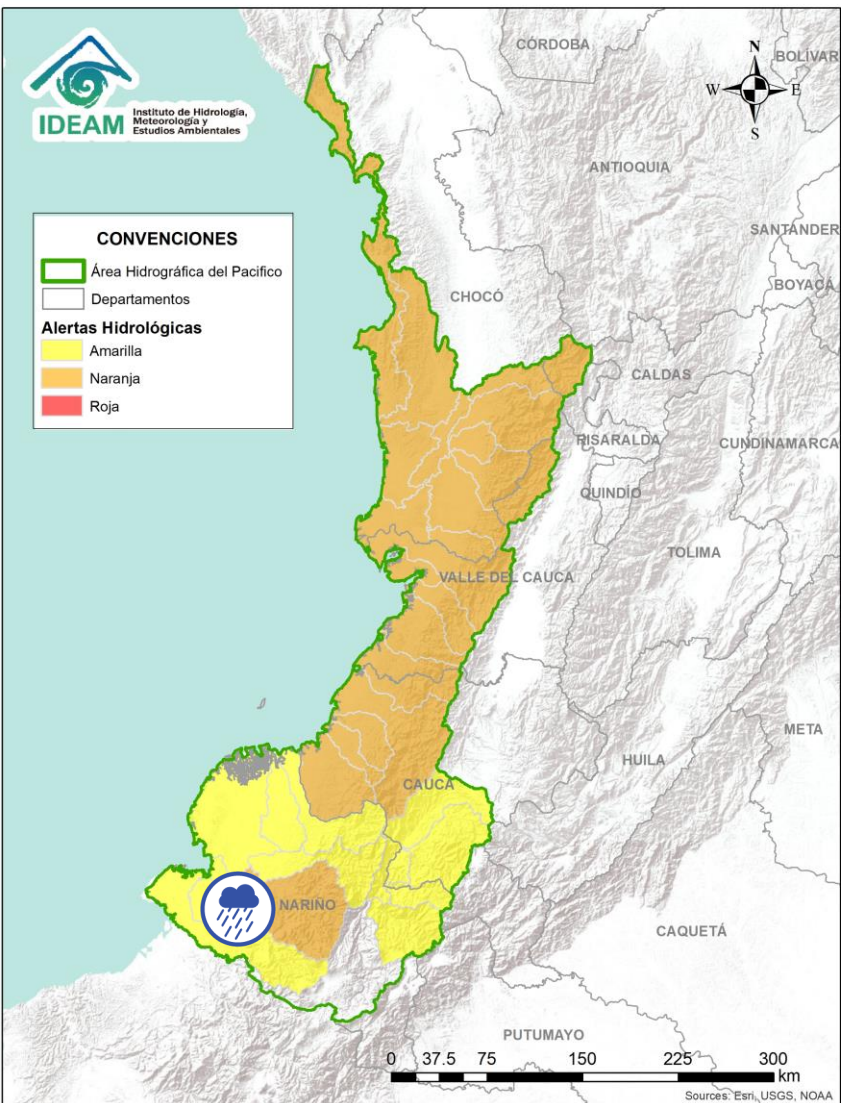 IDEAM
Instituto de Hidrología,
Meteorología y
Estudios Ambientales
N
W E
S
CÓRDOBA
BOLÍVAR
ANTIOQUIA
SANTANDER
BOYACÁ
CHOCÓ
CALDAS
RISARALDA
CUNDINAMARCA
QUINDÍO
TOLIMA
VALLE DEL CAUCA
META
HUILA
CAUCA
NARIÑO
CAQUETÁ
PUTUMAYO
CONVENCIONES
Área Hidrográfica del Pacifico
Departamentos
Alertas Hidrológicas
Amarilla
Naranja
Roja
0 37.5 75 150 225 300
km
Sources: Esri, USGS, NOAA